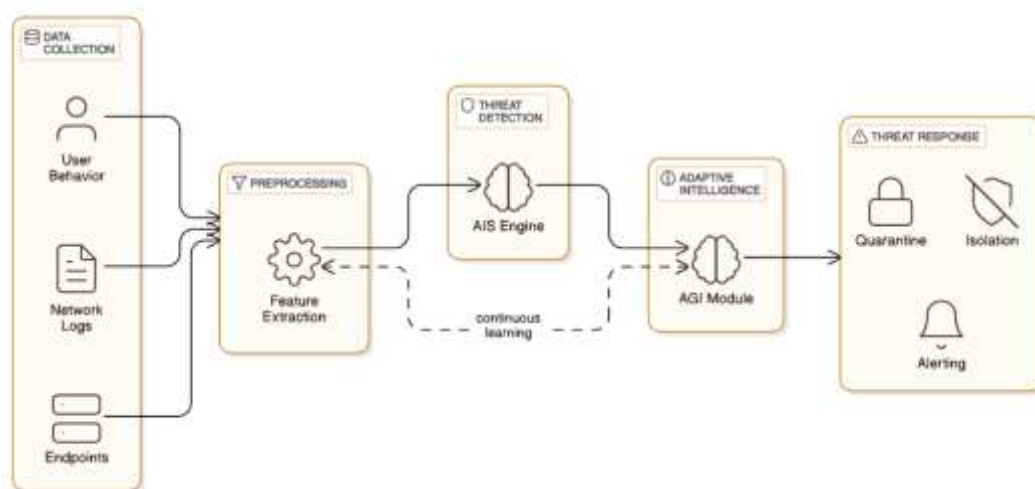 DATA
COLLECTION
User
Behavior
Network
Logs
Endpoints
PREPROCESSING
Feature
Extraction
THREAT
DETECTION
AIS Engine
continuous
learning
ADAPTIVE
INTELLIGENCE
AGI Module
THREAT RESPONSE
Quarantine
Isolation
Alerting